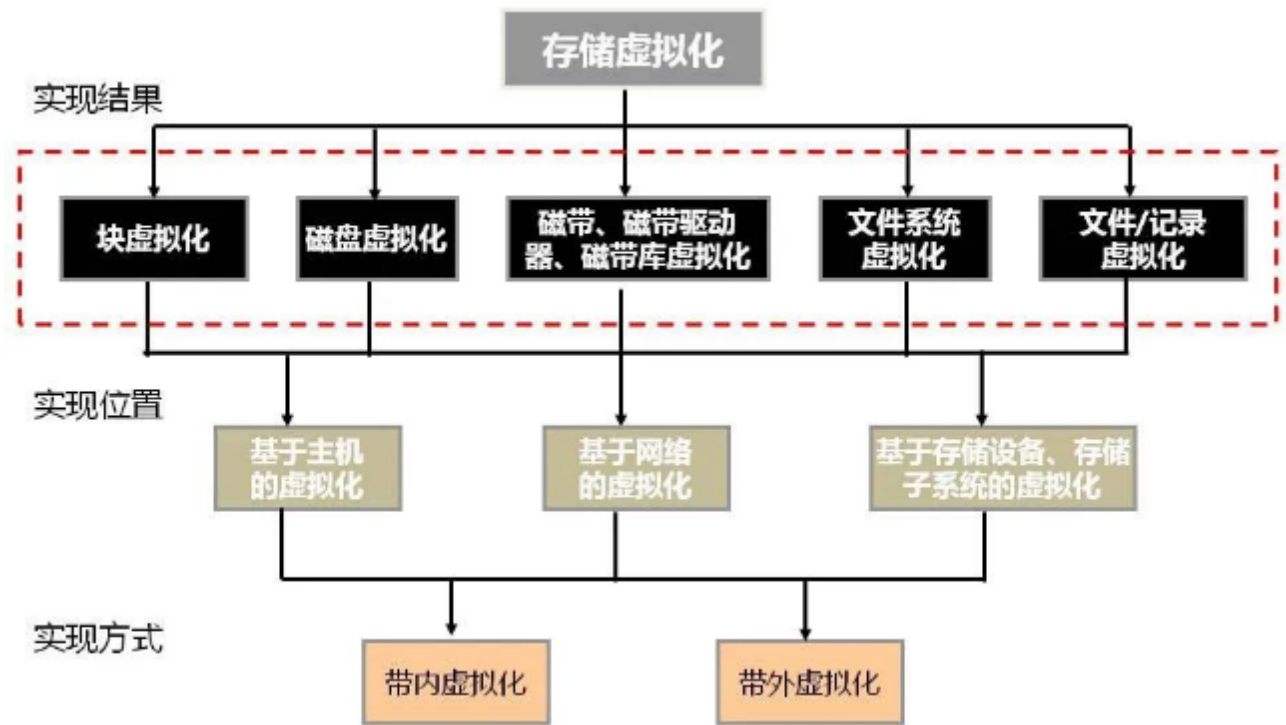 存储虚拟化
实现结果
块虚拟化
磁盘虚拟化
磁带、磁带驱动
器、磁带库虚拟化
文件系统
虚拟化
文件/记录
虚拟化
实现位置
基于主机
的虚拟化
基于网络
的虚拟化
基于存储设备、存储
子系统的虚拟化
实现方式
带内虚拟化
带外虚拟化